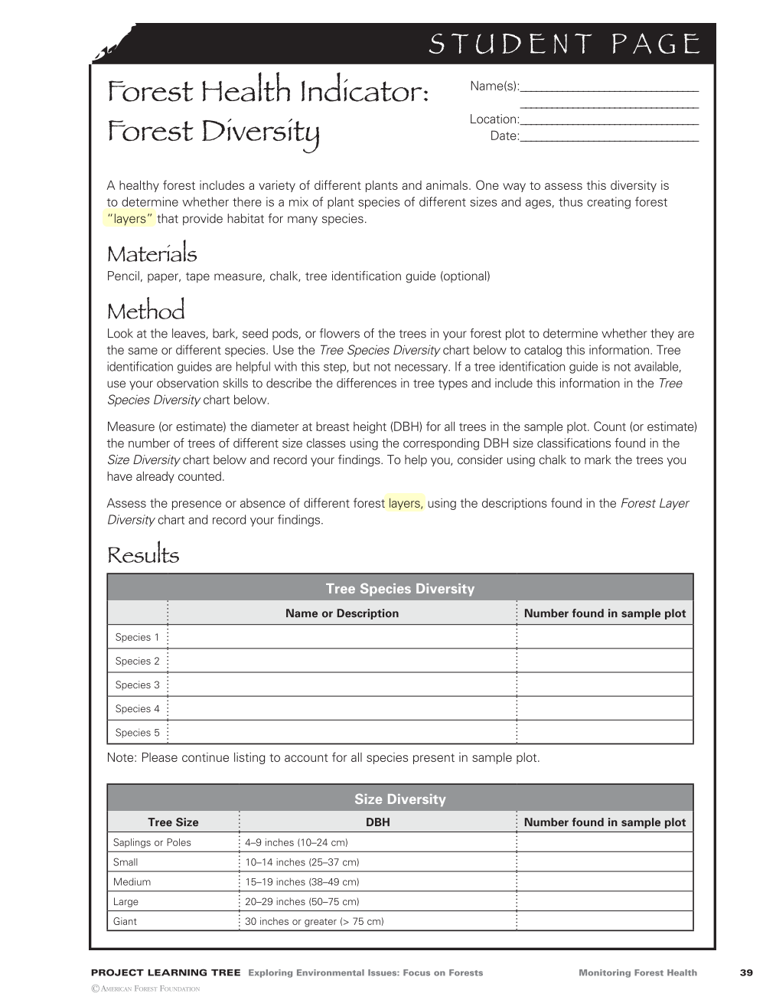 STUDENT PAGE
Forest Health Indicator:
Forest Diversity
Name(s):
Location:
Date:
A healthy forest includes a variety of different plants and animals. One way to assess this diversity is
to determine whether there is a mix of plant species of different sizes and ages, thus creating forest
“layers” that provide habitat for many species.
Materials
Pencil, paper, tape measure, chalk, tree identification guide (optional)
Method
Look at the leaves, bark, seed pods, or flowers of the trees in your forest plot to determine whether they are
the same or different species. Use the Tree Species Diversity chart below to catalog this information. Tree
identification guides are helpful with this step, but not necessary. If a tree identification guide is not available,
use your observation skills to describe the differences in tree types and include this information in the Tree
Species Diversity chart below.
Measure (or estimate) the diameter at breast height (DBH) for all trees in the sample plot. Count (or estimate)
the number of trees of different size classes using the corresponding DBH size classifications found in the
Size Diversity chart below and record your findings. To help you, consider using chalk to mark the trees you
have already counted.
Assess the presence or absence of different forest layers, using the descriptions found in the Forest Layer
Diversity chart and record your findings.
Results
Tree Species Diversity
Name or Description Number found in sample plot
Species 1
Species 2
Species 3
Species 4
Species 5
Note: Please continue listing to account for all species present in sample plot.
Size Diversity
Tree Size DBH Number found in sample plot
Saplings or Poles 4–9 inches (10–24 cm)
Small 10–14 inches (25–37 cm)
Medium 15–19 inches (38–49 cm)
Large 20–29 inches (50–75 cm)
Giant 30 inches or greater (> 75 cm)
PROJECT LEARNING TREE Exploring Environmental Issues: Focus on Forests Monitoring Forest Health 39
© AMERICAN FOREST FOUNDATION